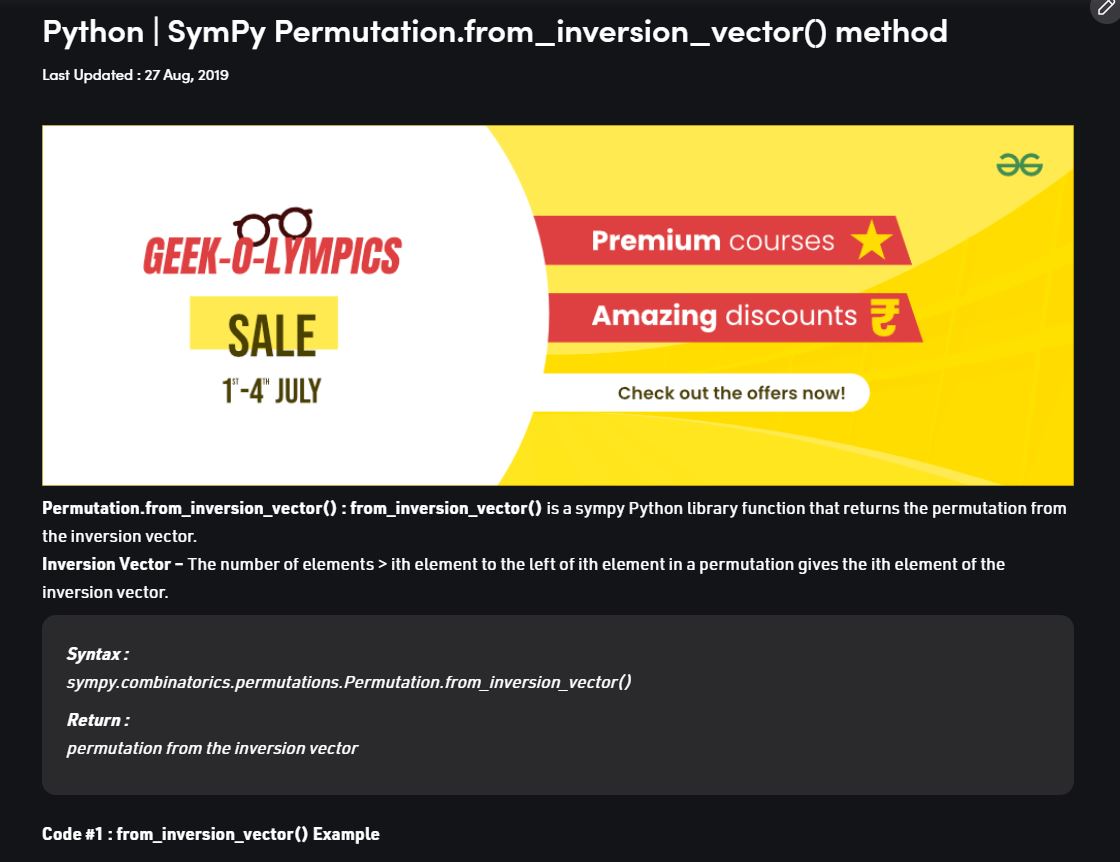 Python | SymPy Permutation.from_inversion_vector() method
Last Updated : 27 Aug, 2019
GEEK-O-LYMPICS
SALE
1ST-4TH JULY
Premium courses
Amazing discounts ₹
Check out the offers now!
Permutation.from_inversion_vector() : from_inversion_vector() is a sympy Python library function that returns the permutation from
the inversion vector.
Inversion Vector – The number of elements > ith element to the left of ith element in a permutation gives the ith element of the
inversion vector.
Syntax :
sympy.combinatorics.permutations.Permutation.from_inversion_vector()
Return :
permutation from the inversion vector
Code #1 : from_inversion_vector() Example